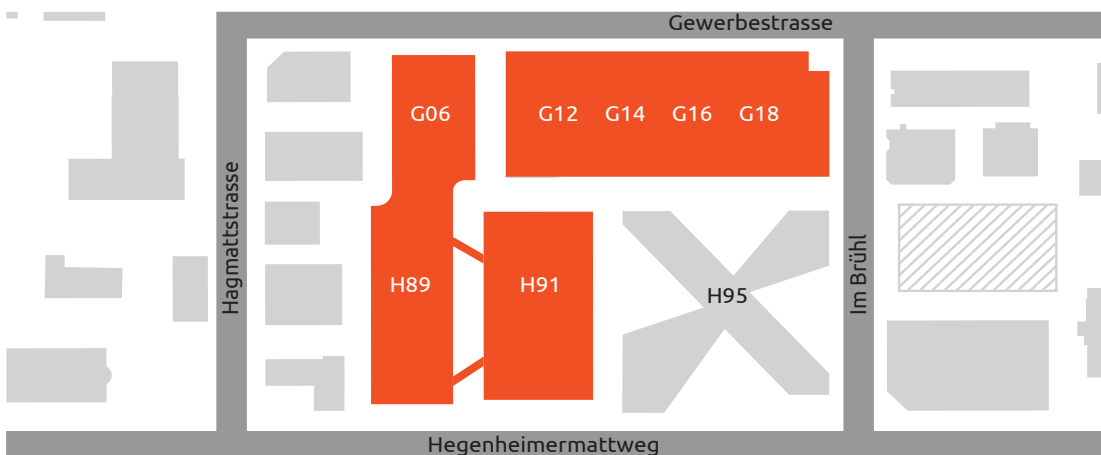 Gewerbestrasse
G06
G12 G14 G16 G18
Hagmattstrasse
H89
H91
H95
Im Brühl
Hegenheimermattweg